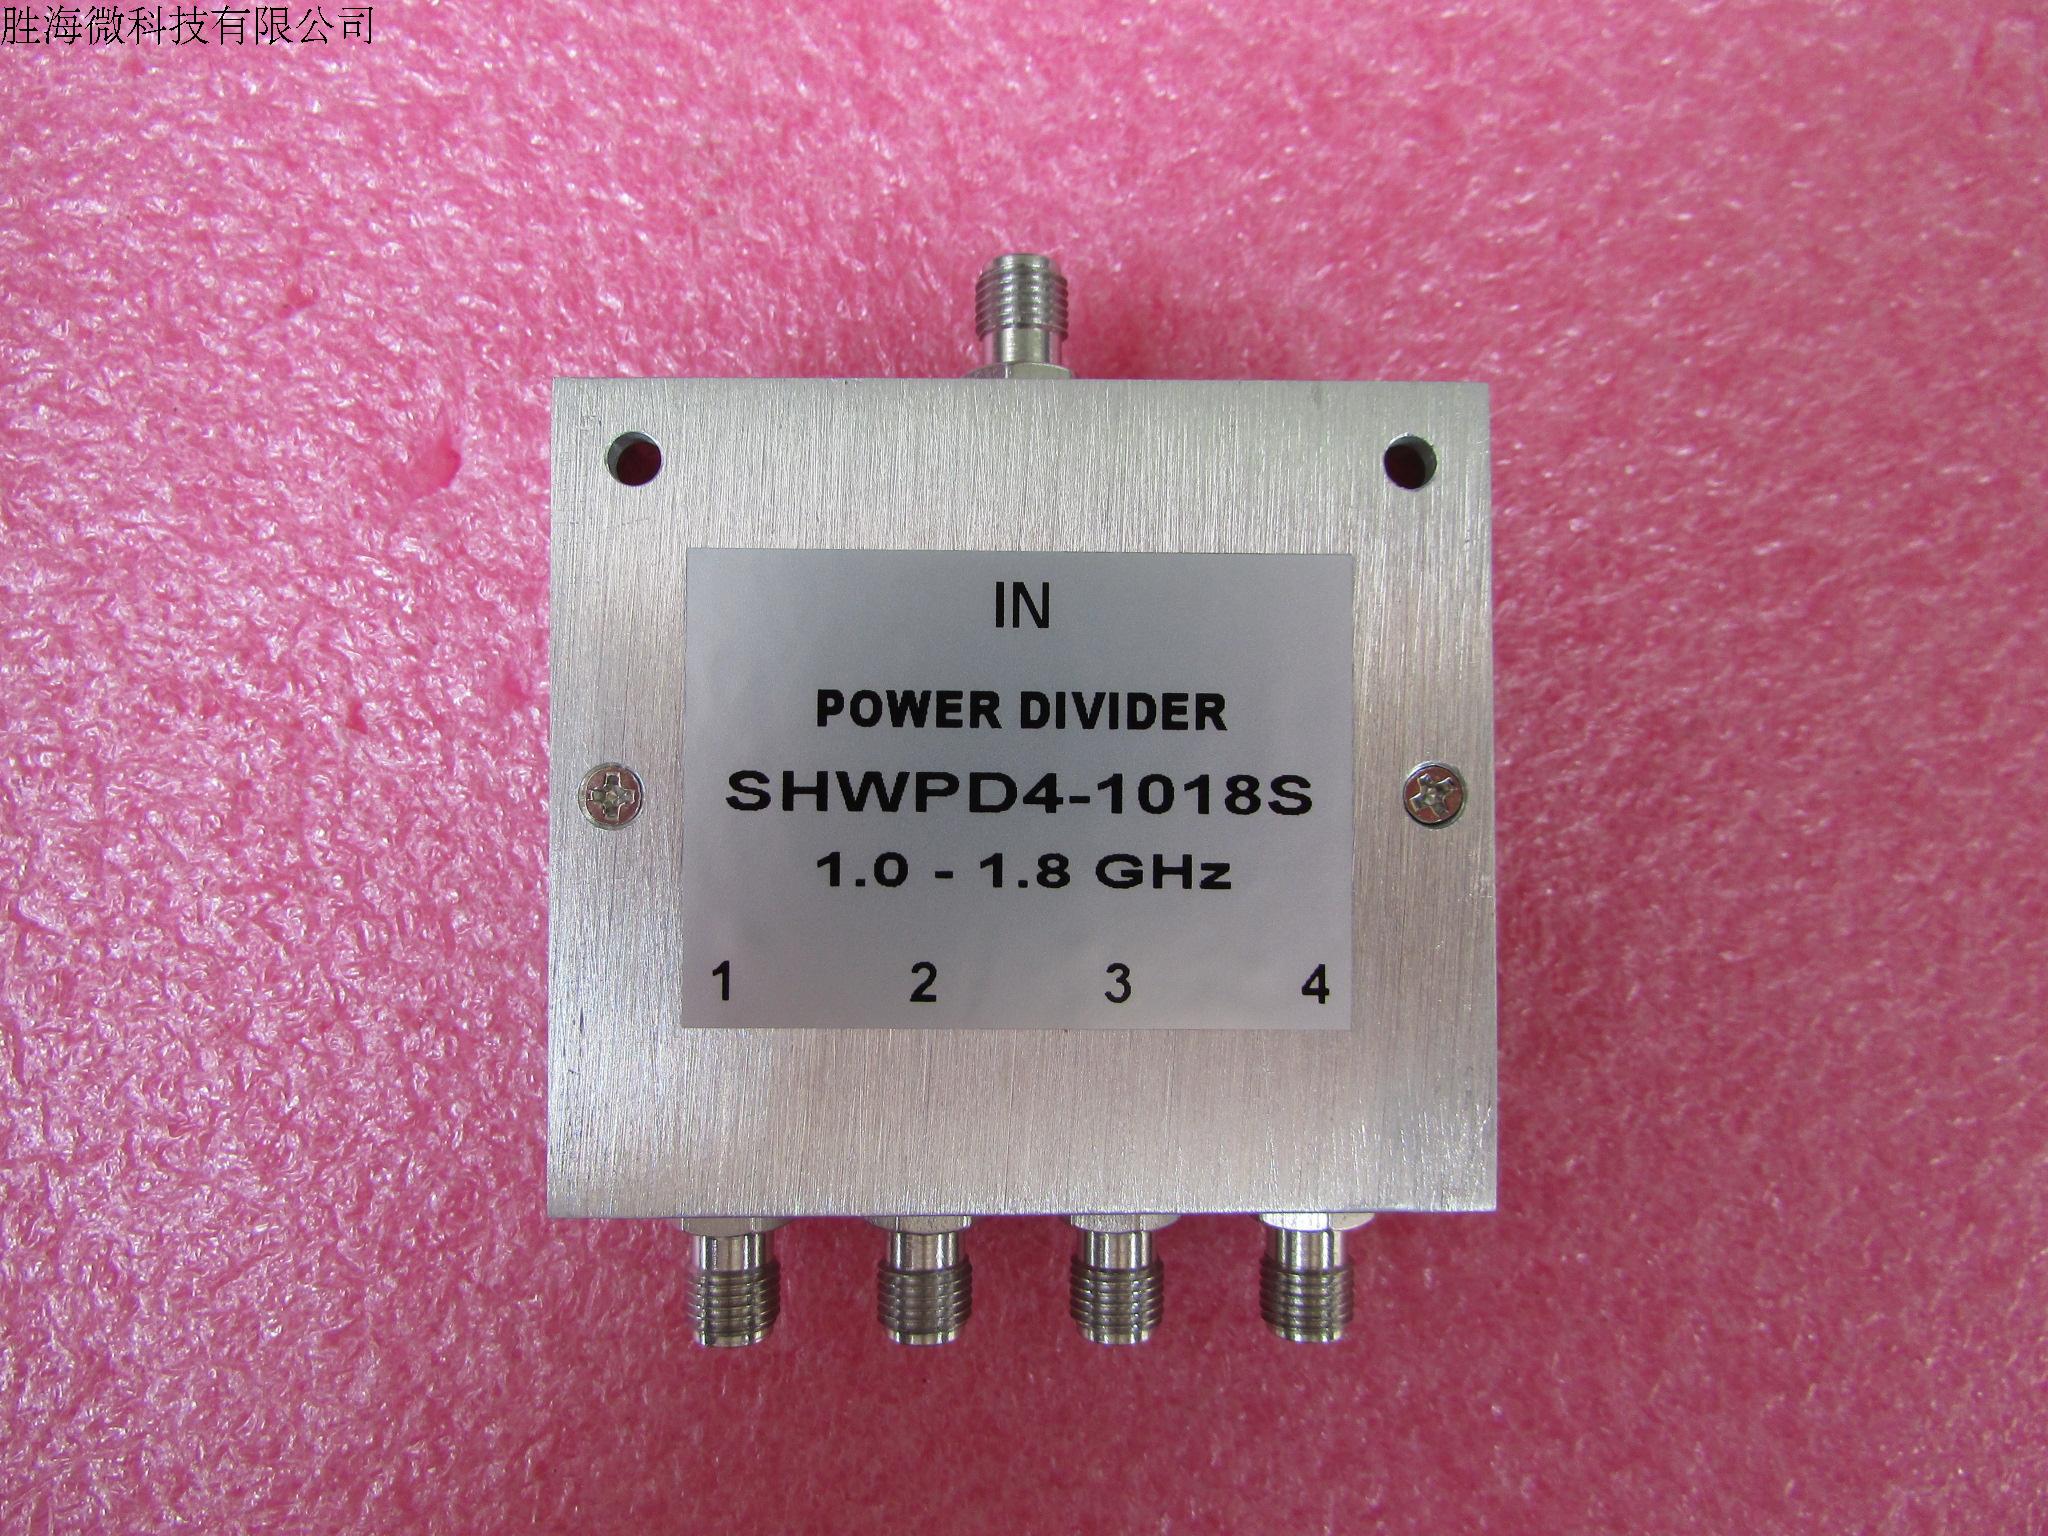 胜海微科技有限公司
IN
POWER DIVIDER
SHWPD4-1018S
1.0 - 1.8 GHz
1 2 3 4